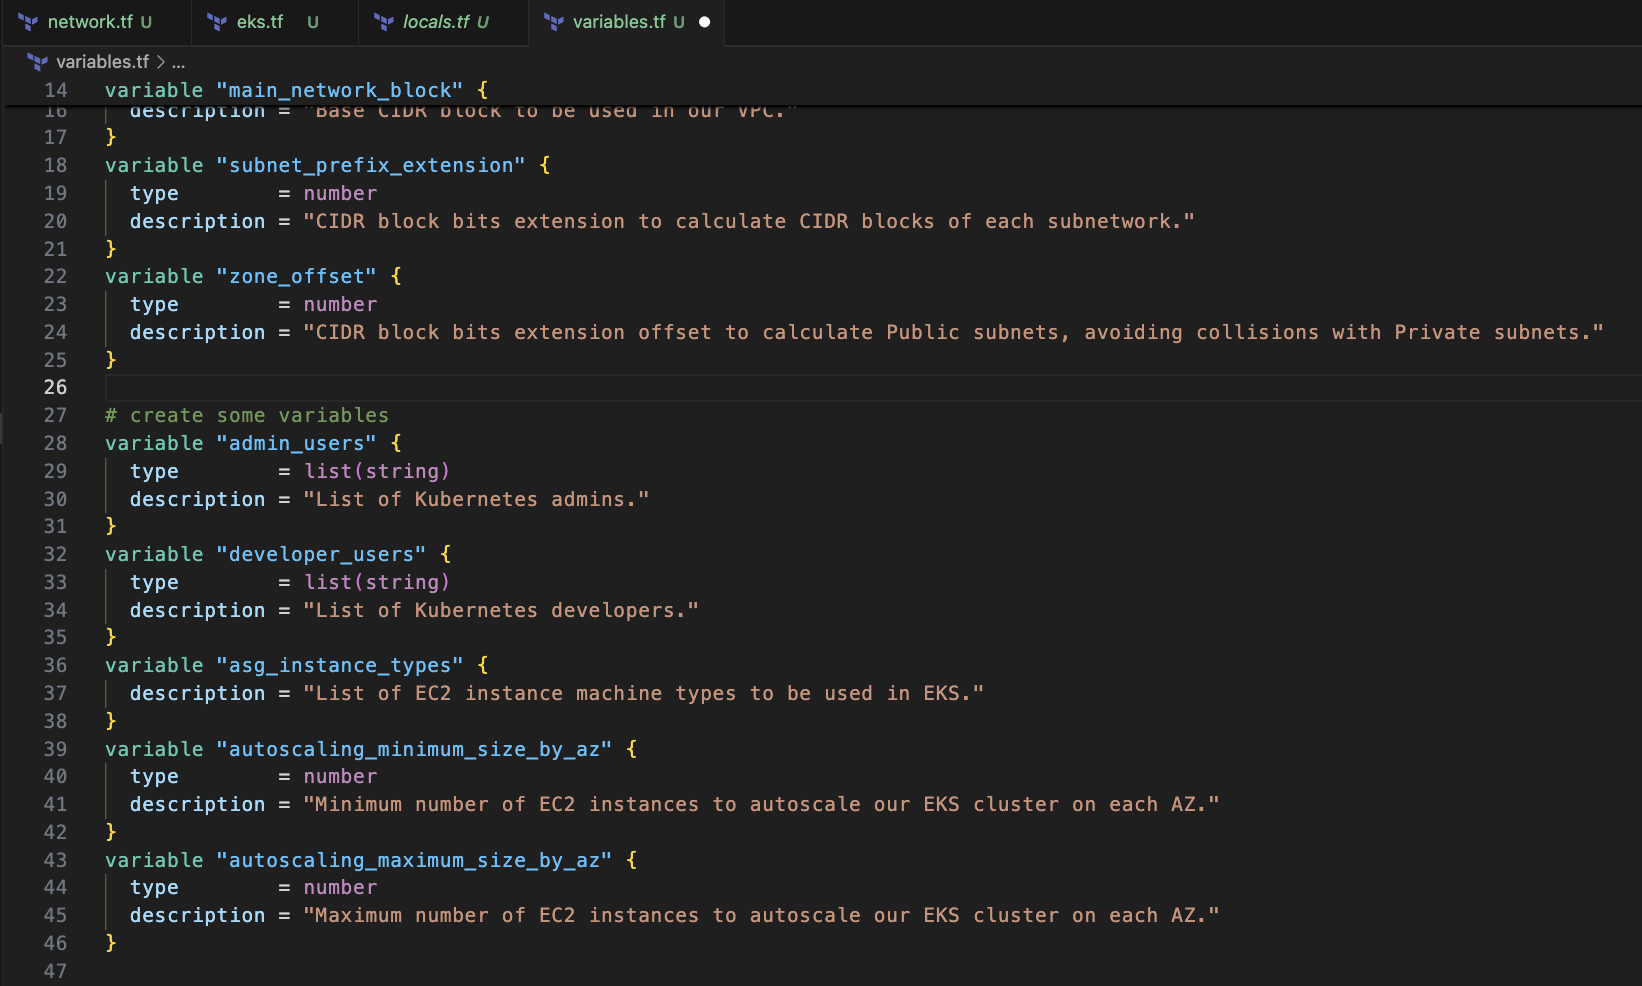 network.tf U eks.tf U locals.tf U variables.tf U
variables.tf > ...
14 variable "main_network_block" {
16 description = "Base CIDR block to be used in our VPC."
17 }
18 variable "subnet_prefix_extension" {
19 type = number
20 description = "CIDR block bits extension to calculate CIDR blocks of each subnetwork."
21 }
22 variable "zone_offset" {
23 type = number
24 description = "CIDR block bits extension offset to calculate Public subnets, avoiding collisions with Private subnets."
25 }
26
27 # create some variables
28 variable "admin_users" {
29 type = list(string)
30 description = "List of Kubernetes admins."
31 }
32 variable "developer_users" {
33 type = list(string)
34 description = "List of Kubernetes developers."
35 }
36 variable "asg_instance_types" {
37 description = "List of EC2 instance machine types to be used in EKS."
38 }
39 variable "autoscaling_minimum_size_by_az" {
40 type = number
41 description = "Minimum number of EC2 instances to autoscale our EKS cluster on each AZ."
42 }
43 variable "autoscaling_maximum_size_by_az" {
44 type = number
45 description = "Maximum number of EC2 instances to autoscale our EKS cluster on each AZ."
46 }
47